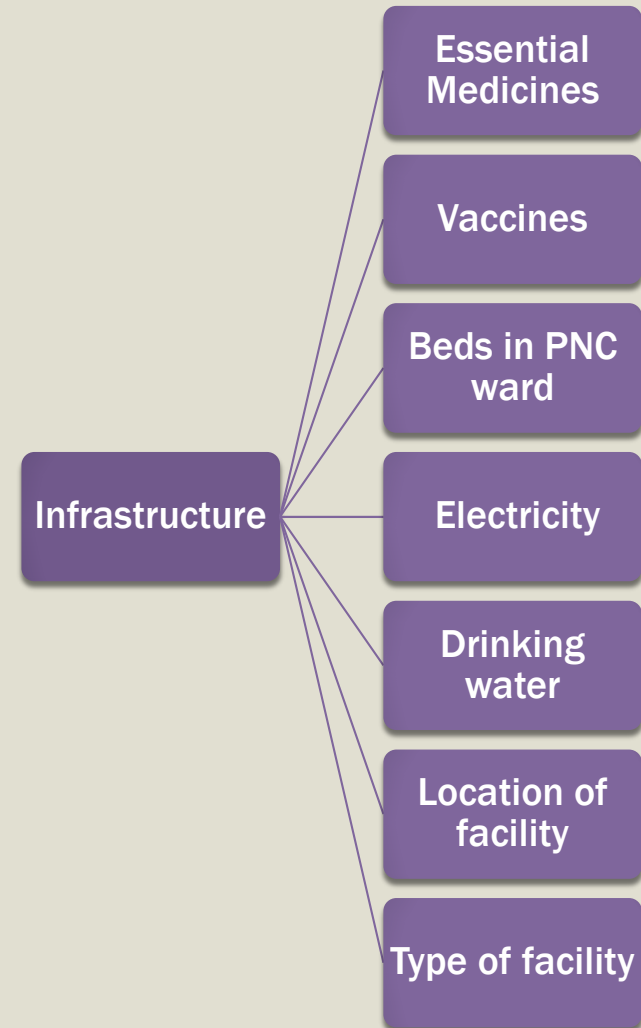 Essential
Medicines
Vaccines
Beds in PNC
ward
Infrastructure
Electricity
Drinking
water
Location of
facility
Type of facility